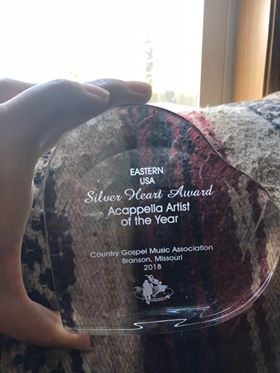 EASTERN
USA
Silver Heart Award
Acappella Artist
of the Year
Country Gospel Music Association
Branson, Missouri
2018